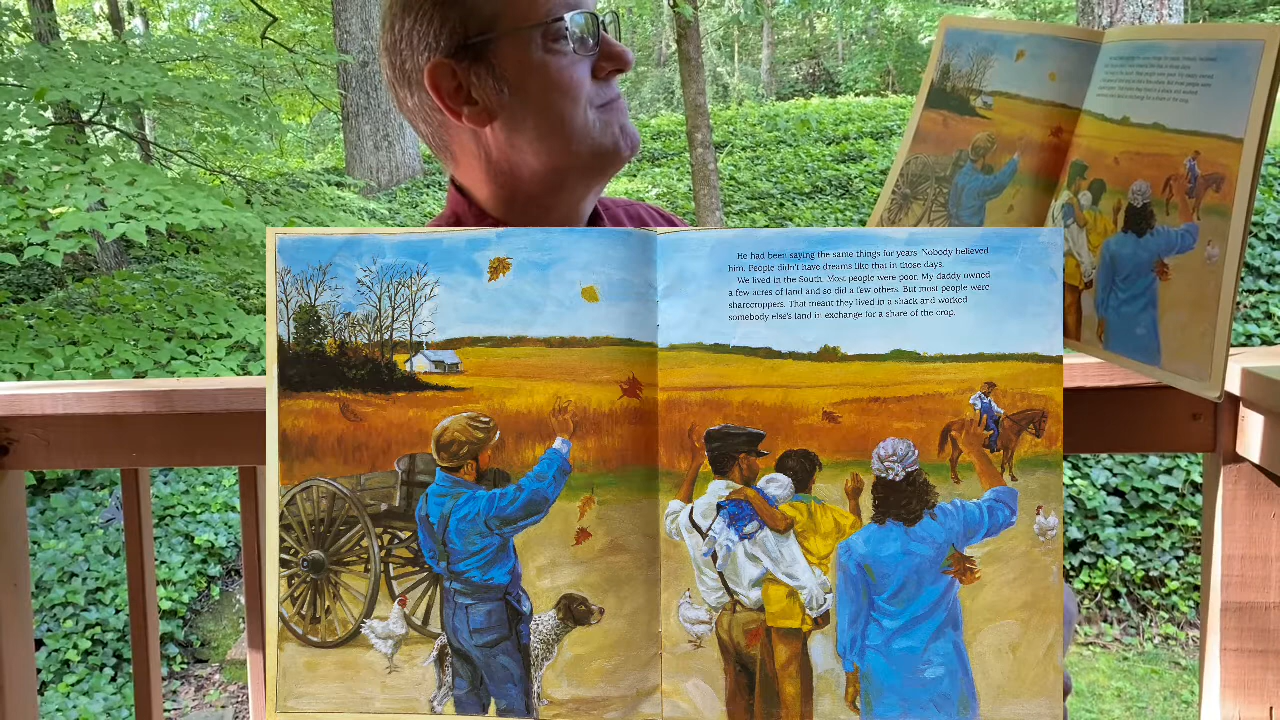 He had been saying the same things for years. Nobody believed
him. People didn't have dreams like that in those days.
We lived in the South. Most people were poor. My daddy owned
a few acres of land and so did a few others. But most people were
sharecroppers. That meant they lived in a shack and worked
somebody else's land in exchange for a share of the crop.